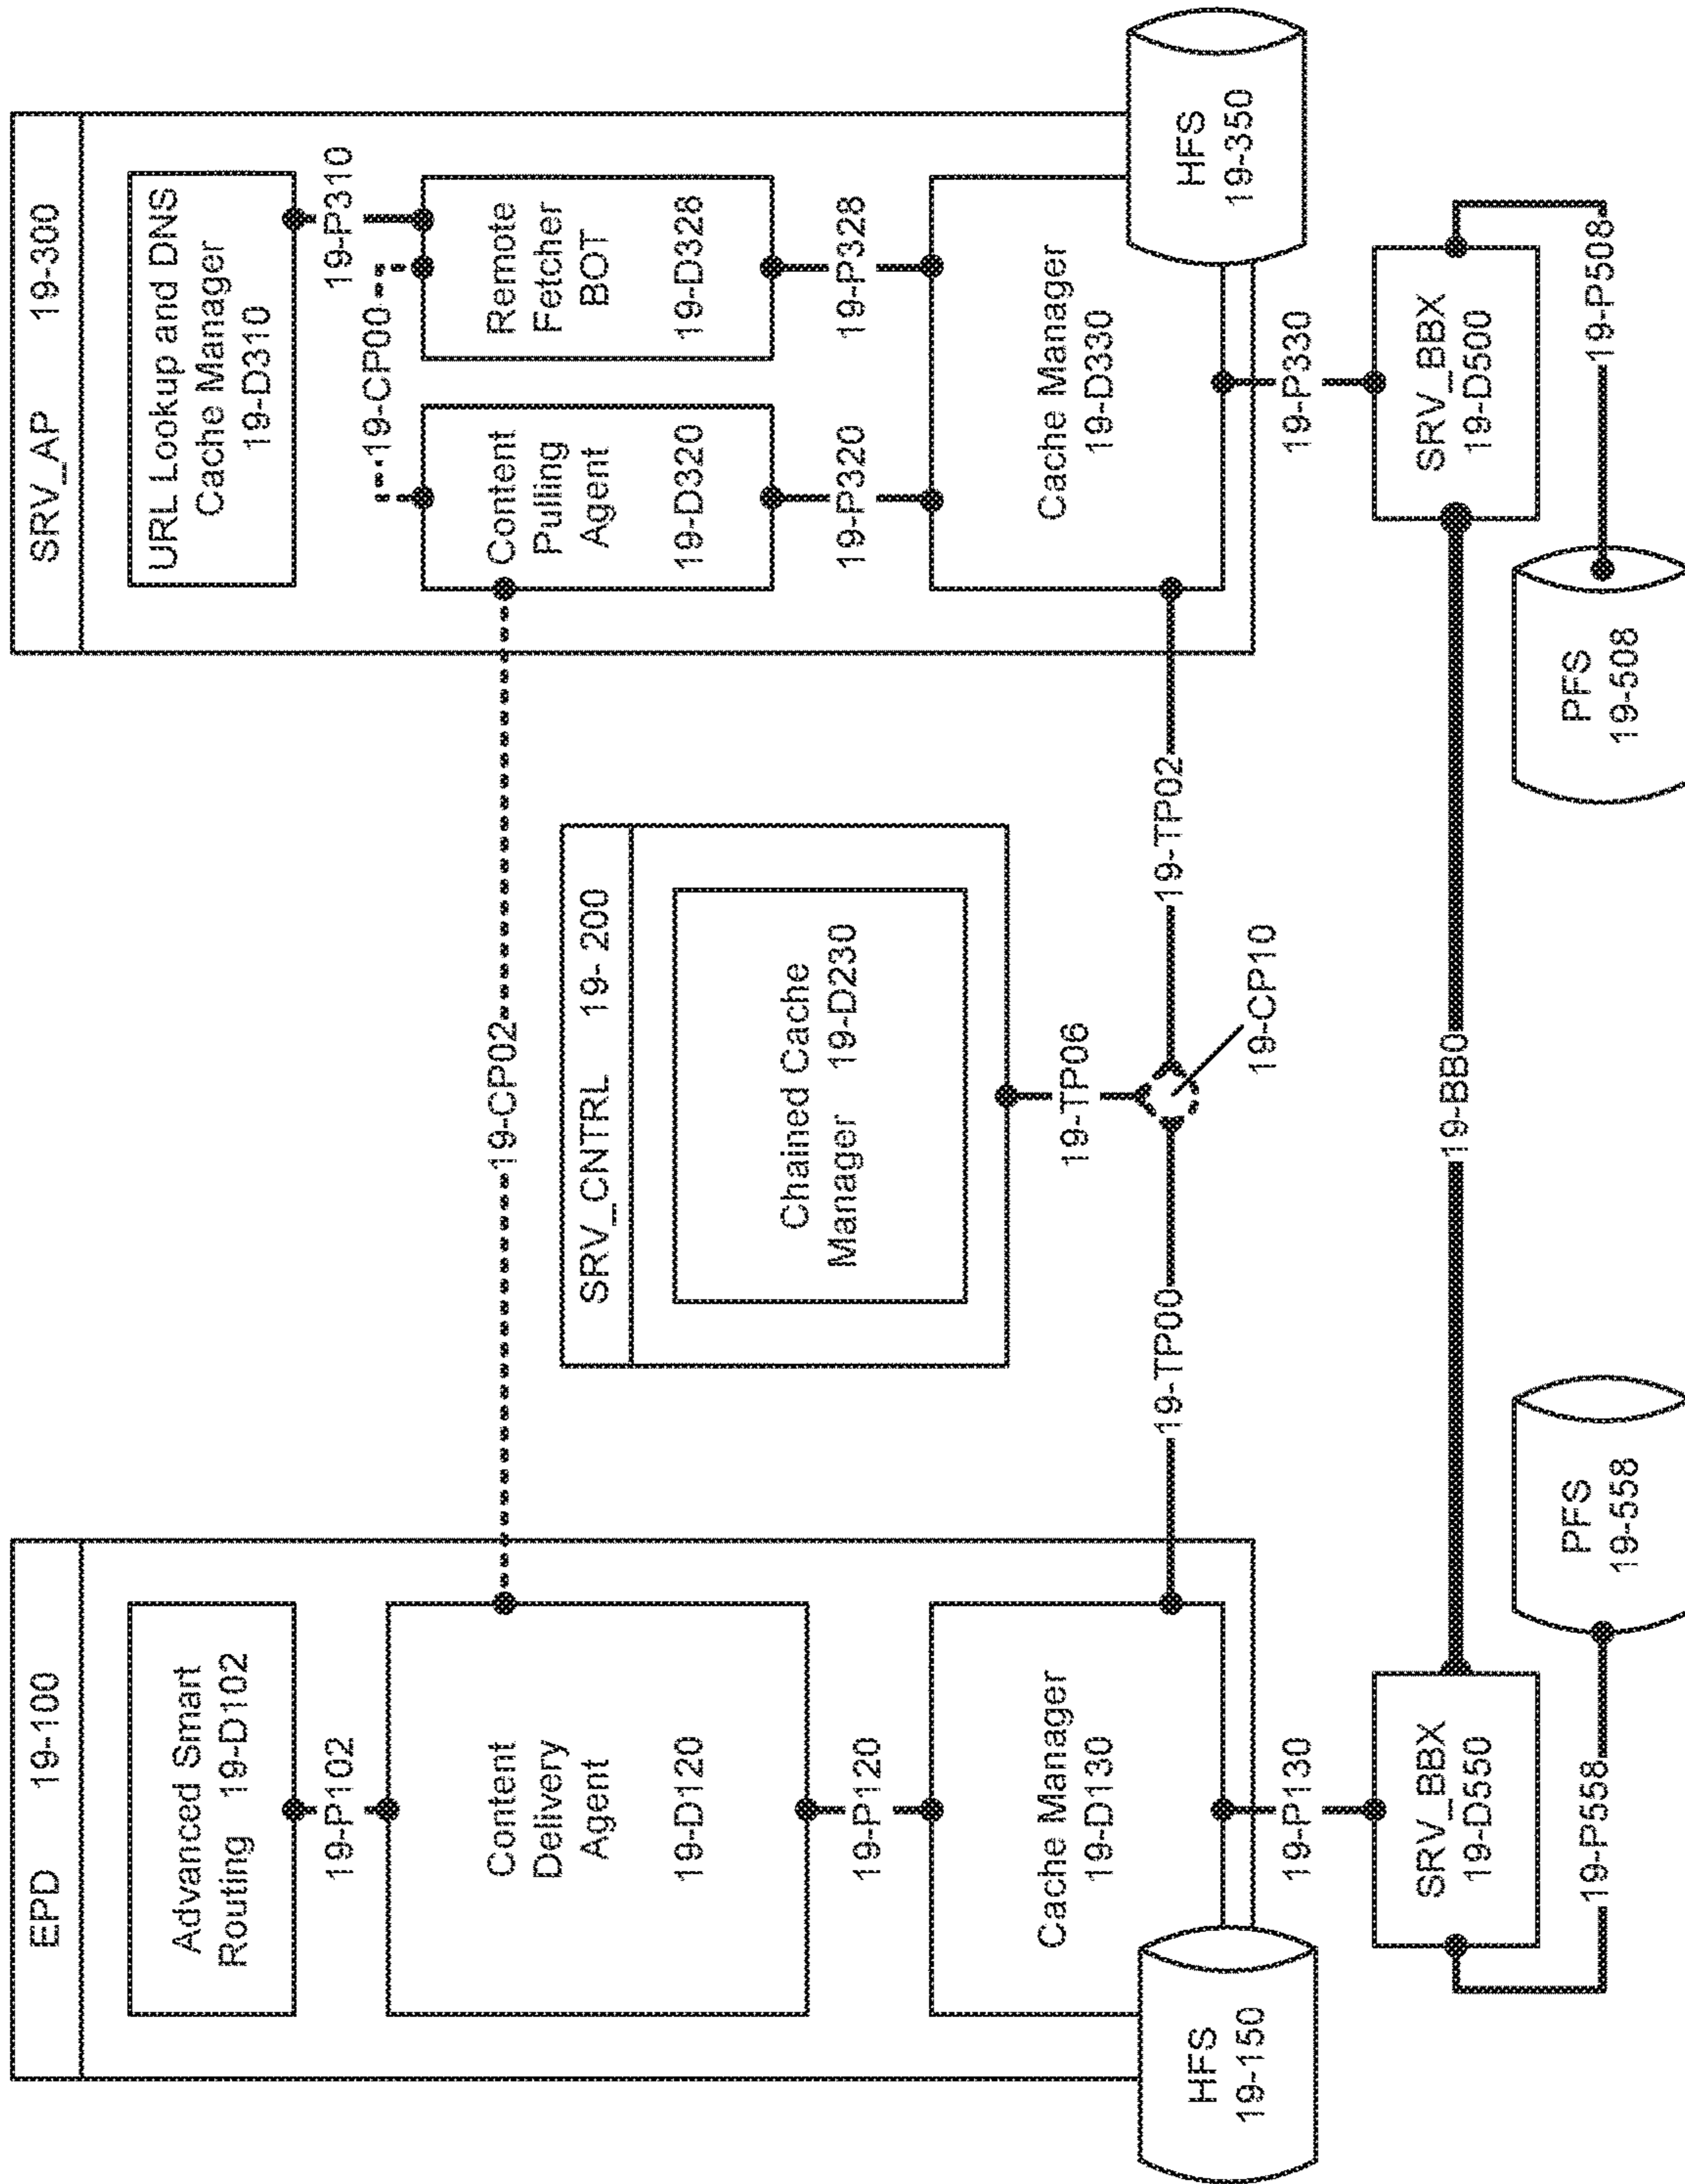 EPD 19-100
Advanced Smart
Routing 19-D102
19-P102
Content
Delivery
Agent
19-D120
19-P120
Cache Manager
19-D130
HFS
19-150
19-P130
SRV_BBX
19-D550
19-P558
PFS
19-558
19-CP02
SRV_CNTRL 19- 200
Chained Cache
Manager 19-D230
19-TP06
19-TP00
19-TP02
19-CP10
19-BB0
SRV_AP 19-300
URL Lookup and DNS
Cache Manager
19-D310
19-P310
19-CP00
Content
Pulling
Agent
19-D320
Remote
Fetcher
BOT
19-D328
19-P320
19-P328
Cache Manager
19-D330
HFS
19-350
19-P330
SRV_BBX
19-D500
19-P508
PFS
19-508